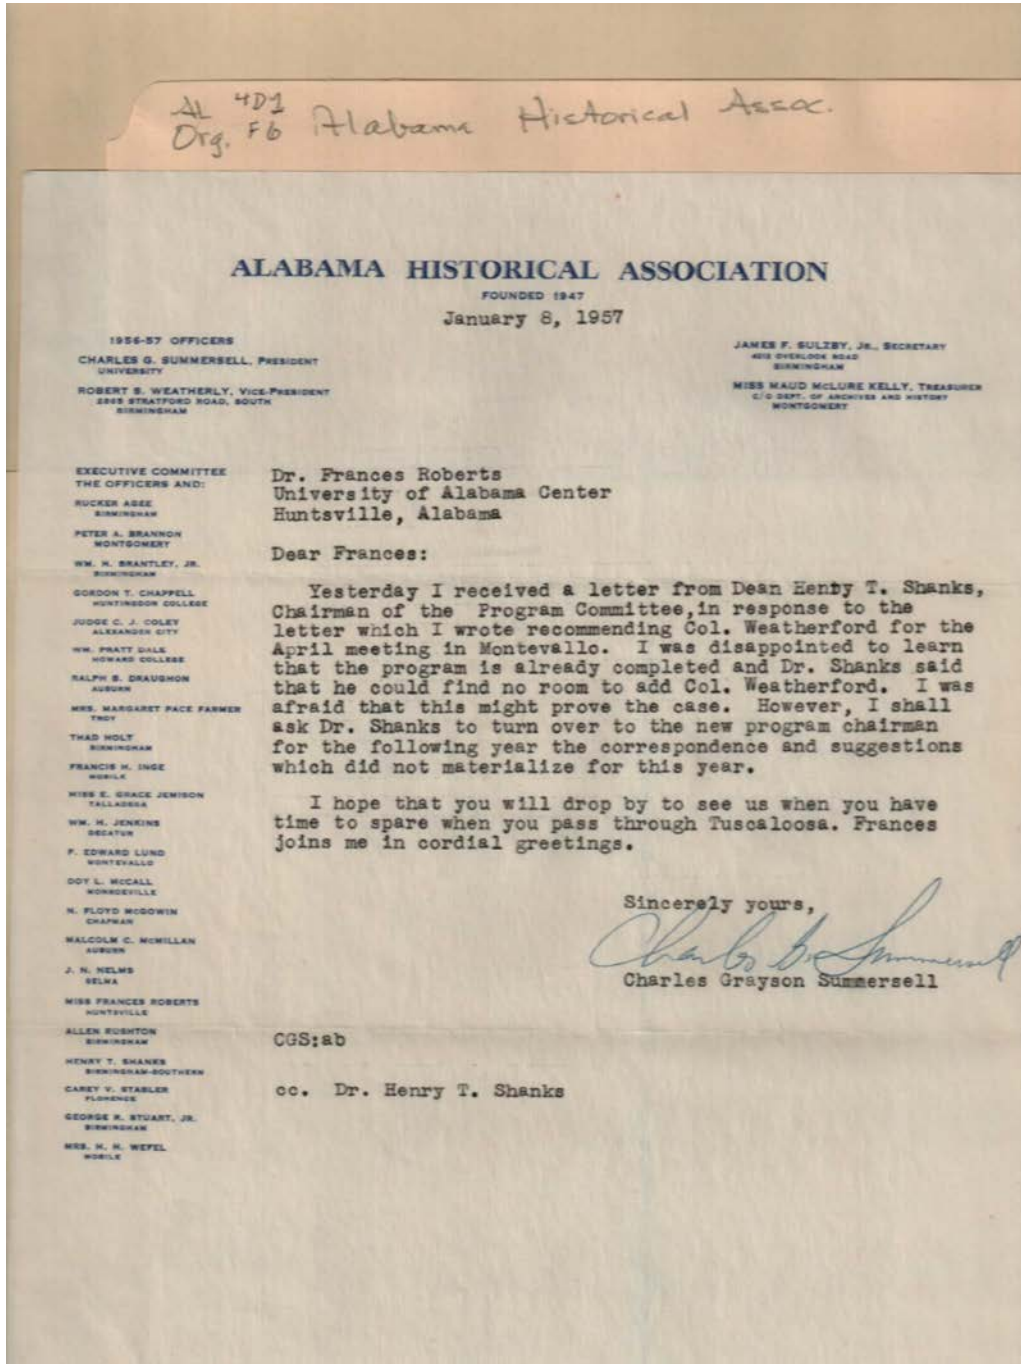 AL 4D1
Org. F6 Alabama Historical Assoc.
ALABAMA HISTORICAL ASSOCIATION
FOUNDED 1947
January 8, 1957
1956-57 OFFICERS
CHARLES G. SUMMERSELL, PRESIDENT
UNIVERSITY
ROBERT S. WEATHERLY, VICE-PRESIDENT
2865 STRATFORD ROAD, SOUTH
BIRMINGHAM
JAMES F. SULZBY, JR., SECRETARY
4212 OVERLOOK ROAD
BIRMINGHAM
MISS MAUD McLURE KELLY, TREASURER
C/O DEPT. OF ARCHIVES AND HISTORY
MONTGOMERY
EXECUTIVE COMMITTEE
THE OFFICERS AND:
RUCKER AGEE
BIRMINGHAM
PETER A. BRANNON
MONTGOMERY
WM. H. BRANTLEY, JR.
BIRMINGHAM
GORDON T. CHAPPELL
HUNTINGDON COLLEGE
JUDGE C. J. COLEY
ALEXANDER CITY
WM. PRATT DALE
HOWARD COLLEGE
RALPH B. DRAUGHON
AUBURN
MRS. MARGARET PACE FARMER
TROY
THAD HOLT
BIRMINGHAM
FRANCIS H. INGE
MOBILE
MISS E. GRACE JEMISON
TALLADEGA
WM. H. JENKINS
DECATUR
F. EDWARD LUND
MONTEVALLO
DOY L. McCALL
MONROEVILLE
N. FLOYD McGOWIN
CHAPMAN
MALCOLM C. McMILLAN
AUBURN
J. N. NELMS
SELMA
MISS FRANCES ROBERTS
HUNTSVILLE
ALLEN RUSHTON
BIRMINGHAM
HENRY T. SHANKS
BIRMINGHAM-SOUTHERN
CAREY V. STABLER
FLORENCE
GEORGE R. STUART, JR.
BIRMINGHAM
MRS. H. H. WEFEL
MOBILE
Dr. Frances Roberts
University of Alabama Center
Huntsville, Alabama
Dear Frances:
Yesterday I received a letter from Dean Henry T. Shanks,
Chairman of the Program Committee,in response to the
letter which I wrote recommending Col. Weatherford for the
April meeting in Montevallo. I was disappointed to learn
that the program is already completed and Dr. Shanks said
that he could find no room to add Col. Weatherford. I was
afraid that this might prove the case. However, I shall
ask Dr. Shanks to turn over to the new program chairman
for the following year the correspondence and suggestions
which did not materialize for this year.
I hope that you will drop by to see us when you have
time to spare when you pass through Tuscaloosa. Frances
joins me in cordial greetings.
Sincerely yours,
Charles G. Summersell
Charles Grayson Summersell
CGS:ab
cc. Dr. Henry T. Shanks